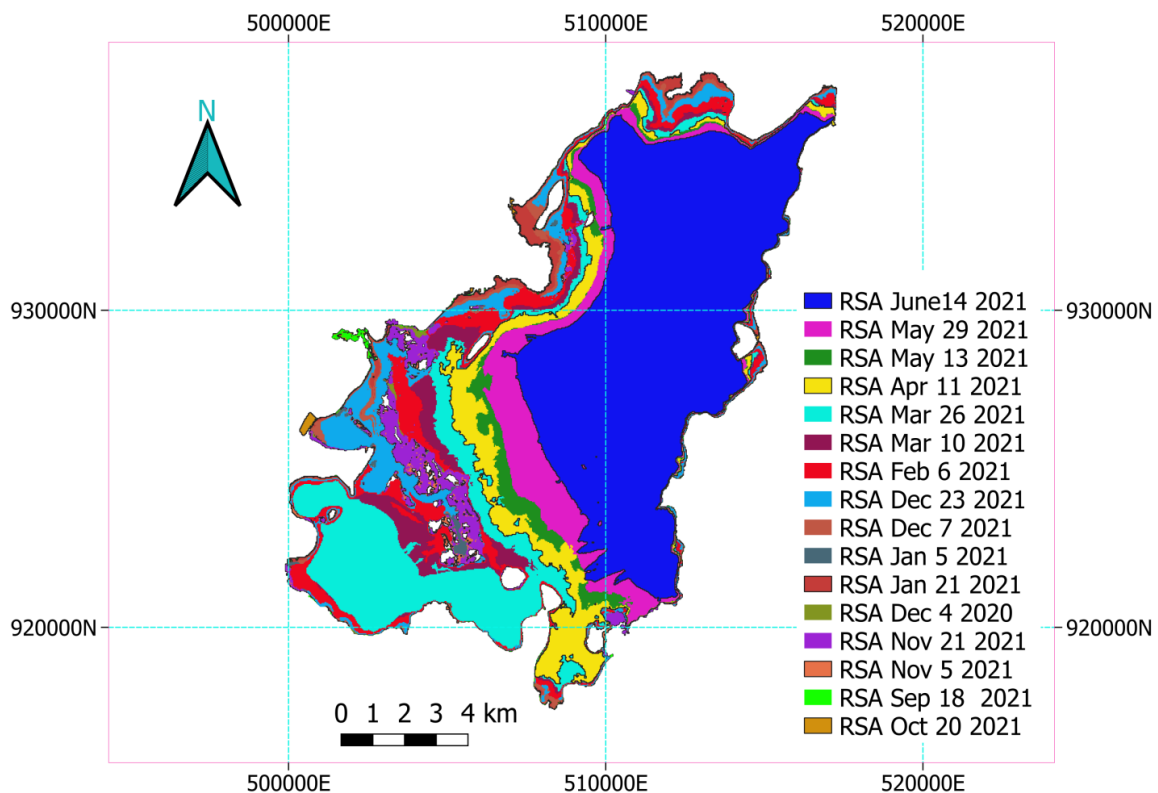 500000E 510000E 520000E
N
930000N 930000N
RSA June14 2021
RSA May 29 2021
RSA May 13 2021
RSA Apr 11 2021
RSA Mar 26 2021
RSA Mar 10 2021
RSA Feb 6 2021
RSA Dec 23 2021
RSA Dec 7 2021
RSA Jan 5 2021
RSA Jan 21 2021
RSA Dec 4 2020
RSA Nov 21 2021
RSA Nov 5 2021
RSA Sep 18 2021
RSA Oct 20 2021
920000N 920000N
0 1 2 3 4 km
500000E 510000E 520000E